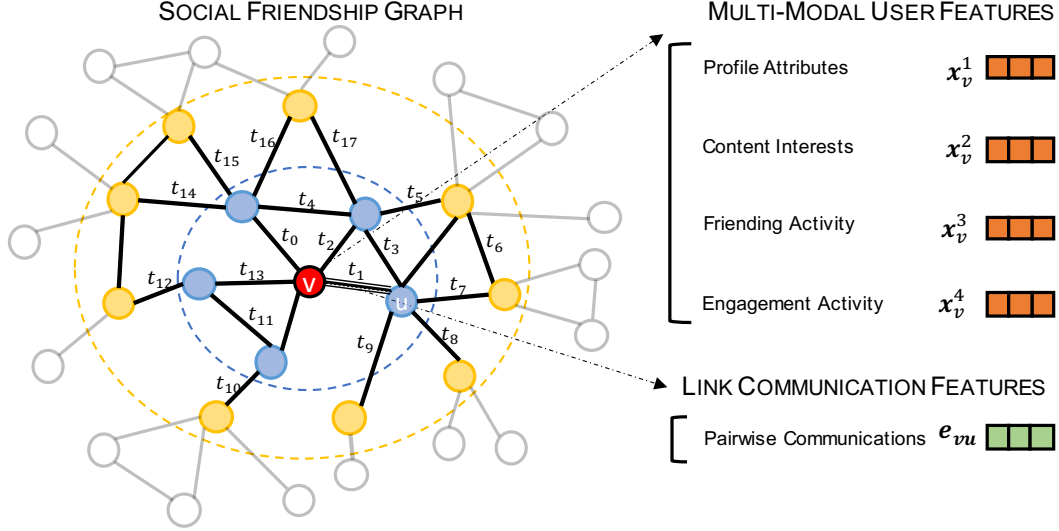 SOCIAL FRIENDSHIP GRAPH
MULTI-MODAL USER FEATURES
Profile Attributes x_v^1
Content Interests x_v^2
Friending Activity x_v^3
Engagement Activity x_v^4
LINK COMMUNICATION FEATURES
Pairwise Communications e_vu
t_16
t_17
t_15
t_14
t_4
t_5
t_0
t_2
t_3
t_6
t_13
t_1
t_12
t_7
v
u
t_11
t_9
t_8
t_10